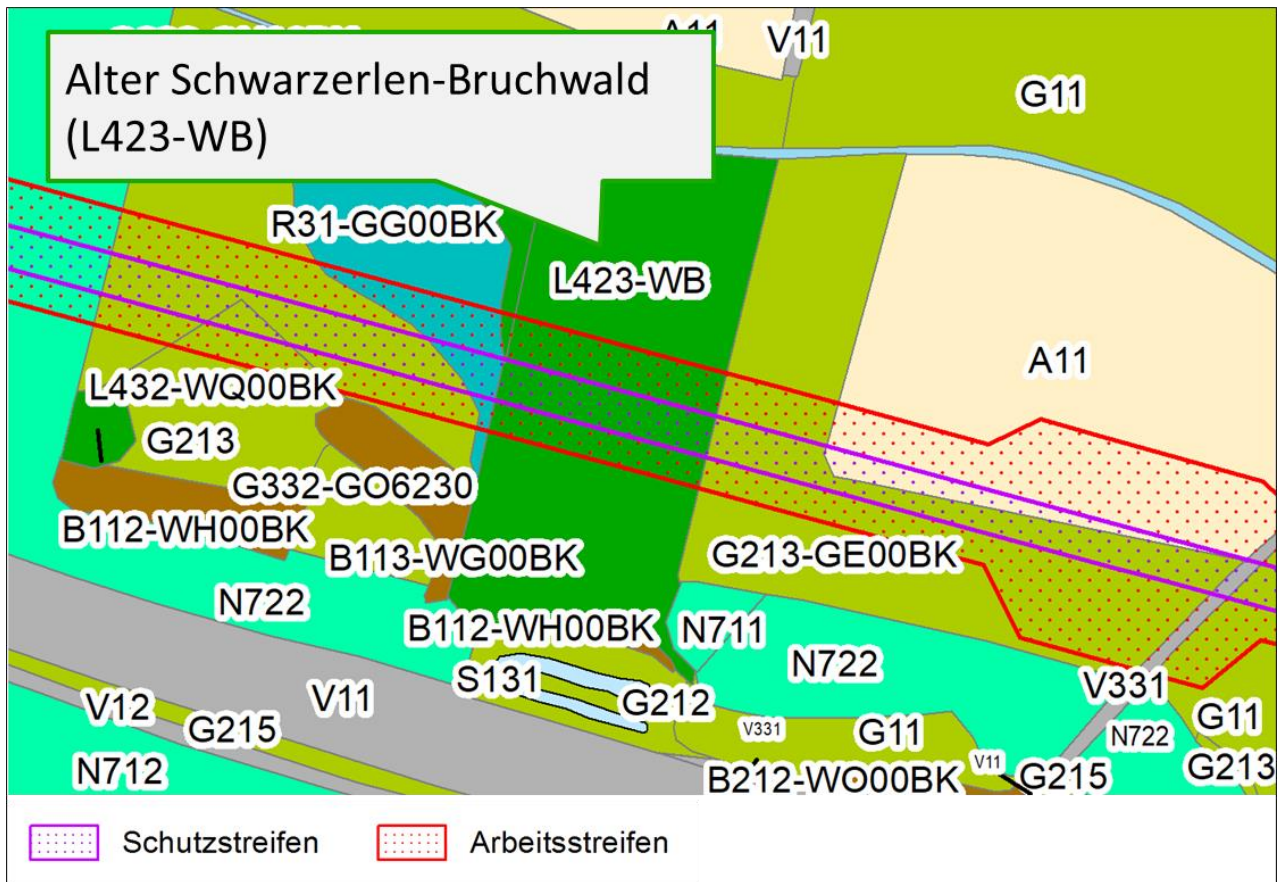 A11
V11
Alter Schwarzerlen-Bruchwald
(L423-WB)
G11
R31-GG00BK
L423-WB
A11
L432-WQ00BK
G213
G332-GO6230
B112-WH00BK
B113-WG00BK
G213-GE00BK
N722
B112-WH00BK
N711
N722
S131
V11
G212
V331
V12
G215
V331
G11
G11
N722
V11
N712
B212-WO00BK
G215
G213
Schutzstreifen
Arbeitsstreifen